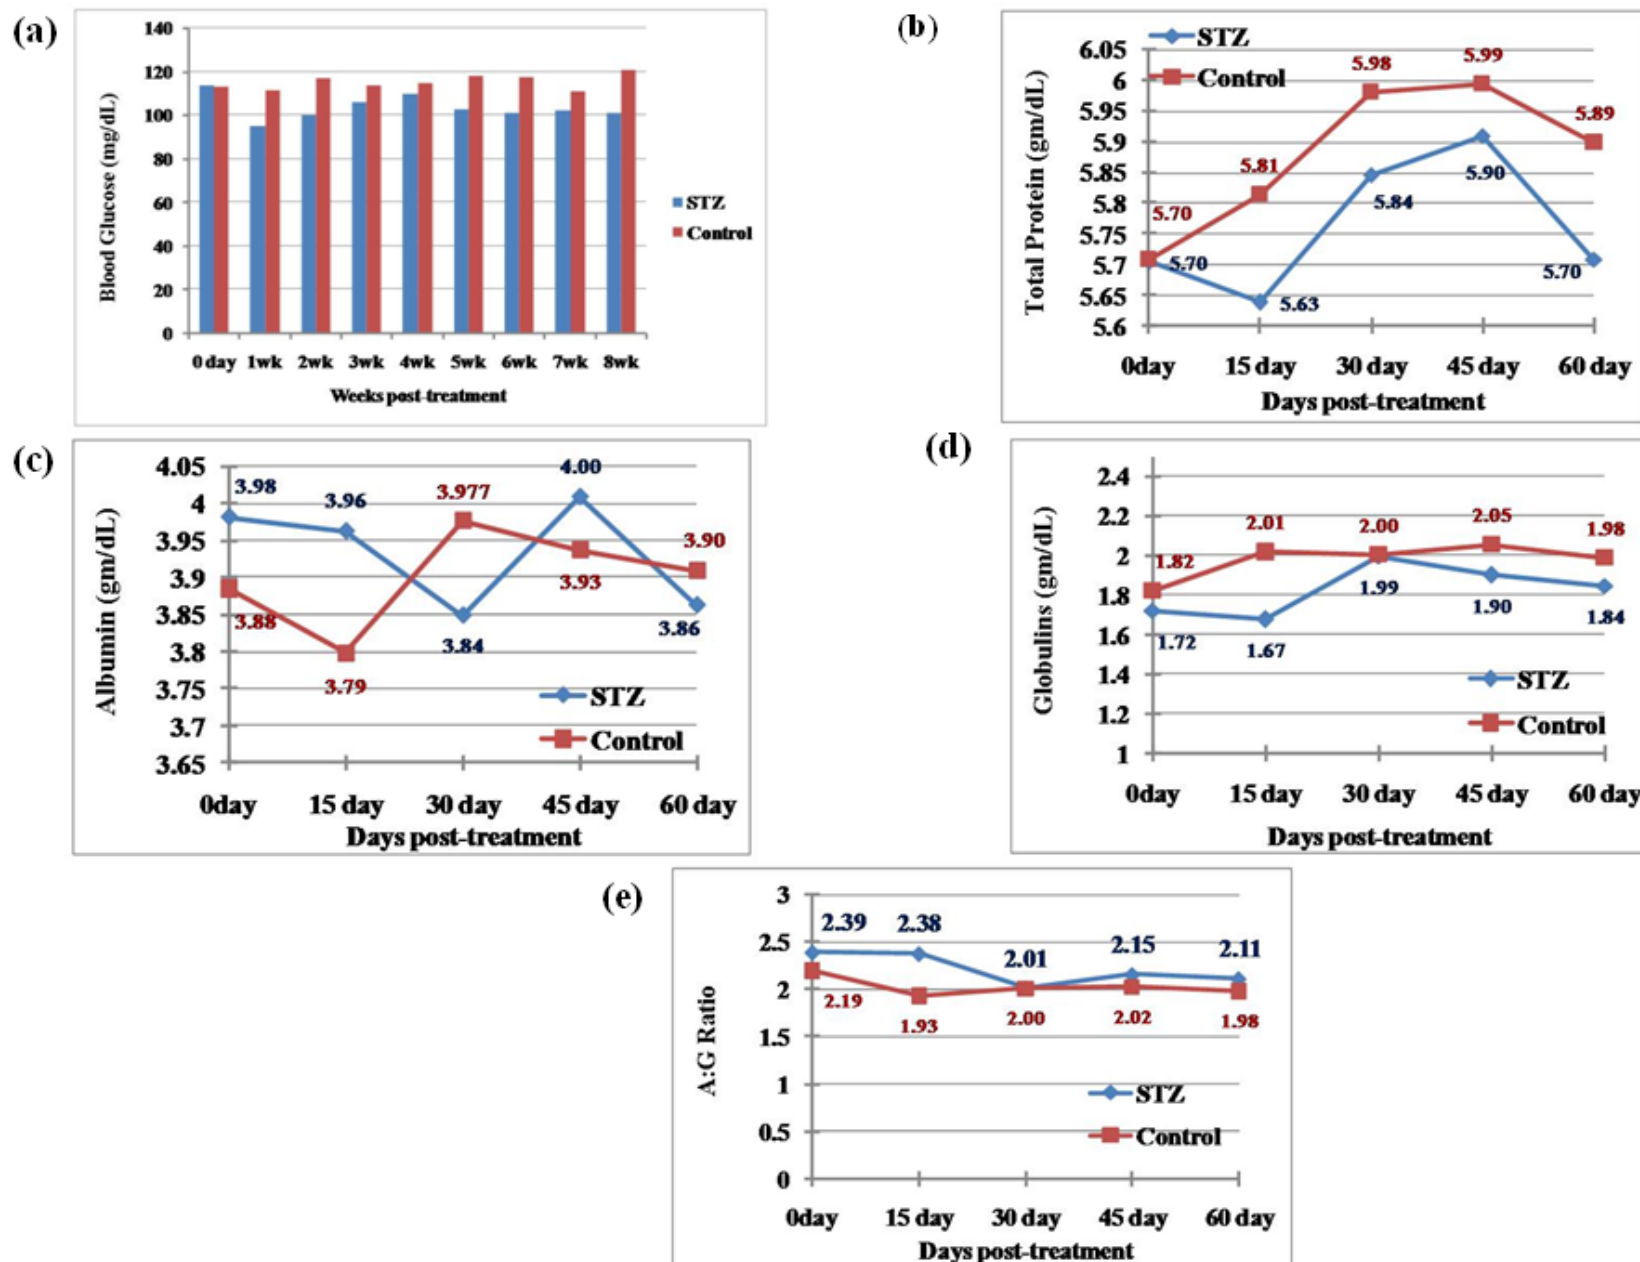 (a)
140
120
100
80
60
40
20
0
Blood Glucose (mg/dL)
0 day 1wk 2wk 3wk 4wk 5wk 6wk 7wk 8wk
Weeks post-treatment
STZ
Control
(b)
STZ
Control
6.05
6
5.95
5.9
5.85
5.8
5.75
5.7
5.65
5.6
Total Protein (gm/dL)
5.70 5.81 5.98 5.99 5.89
5.70 5.63 5.84 5.90 5.70
0day 15 day 30 day 45 day 60 day
Days post-treatment
(c)
4.05
4
3.95
3.9
3.85
3.8
3.75
3.7
3.65
Albumin (gm/dL)
3.98 3.96 3.84 4.00 3.86
3.88 3.79 3.977 3.93 3.90
STZ
Control
0day 15 day 30 day 45 day 60 day
Days post-treatment
(d)
2.4
2.2
2
1.8
1.6
1.4
1.2
1
Globulins (gm/dL)
1.82 2.01 2.00 2.05 1.98
1.72 1.67 1.99 1.90 1.84
STZ
Control
0day 15 day 30 day 45 day 60 day
Days post-treatment
(e)
3
2.5
2
1.5
1
0.5
0
A:G Ratio
2.39 2.38 2.01 2.15 2.11
2.19 1.93 2.00 2.02 1.98
STZ
Control
0day 15 day 30 day 45 day 60 day
Days post-treatment